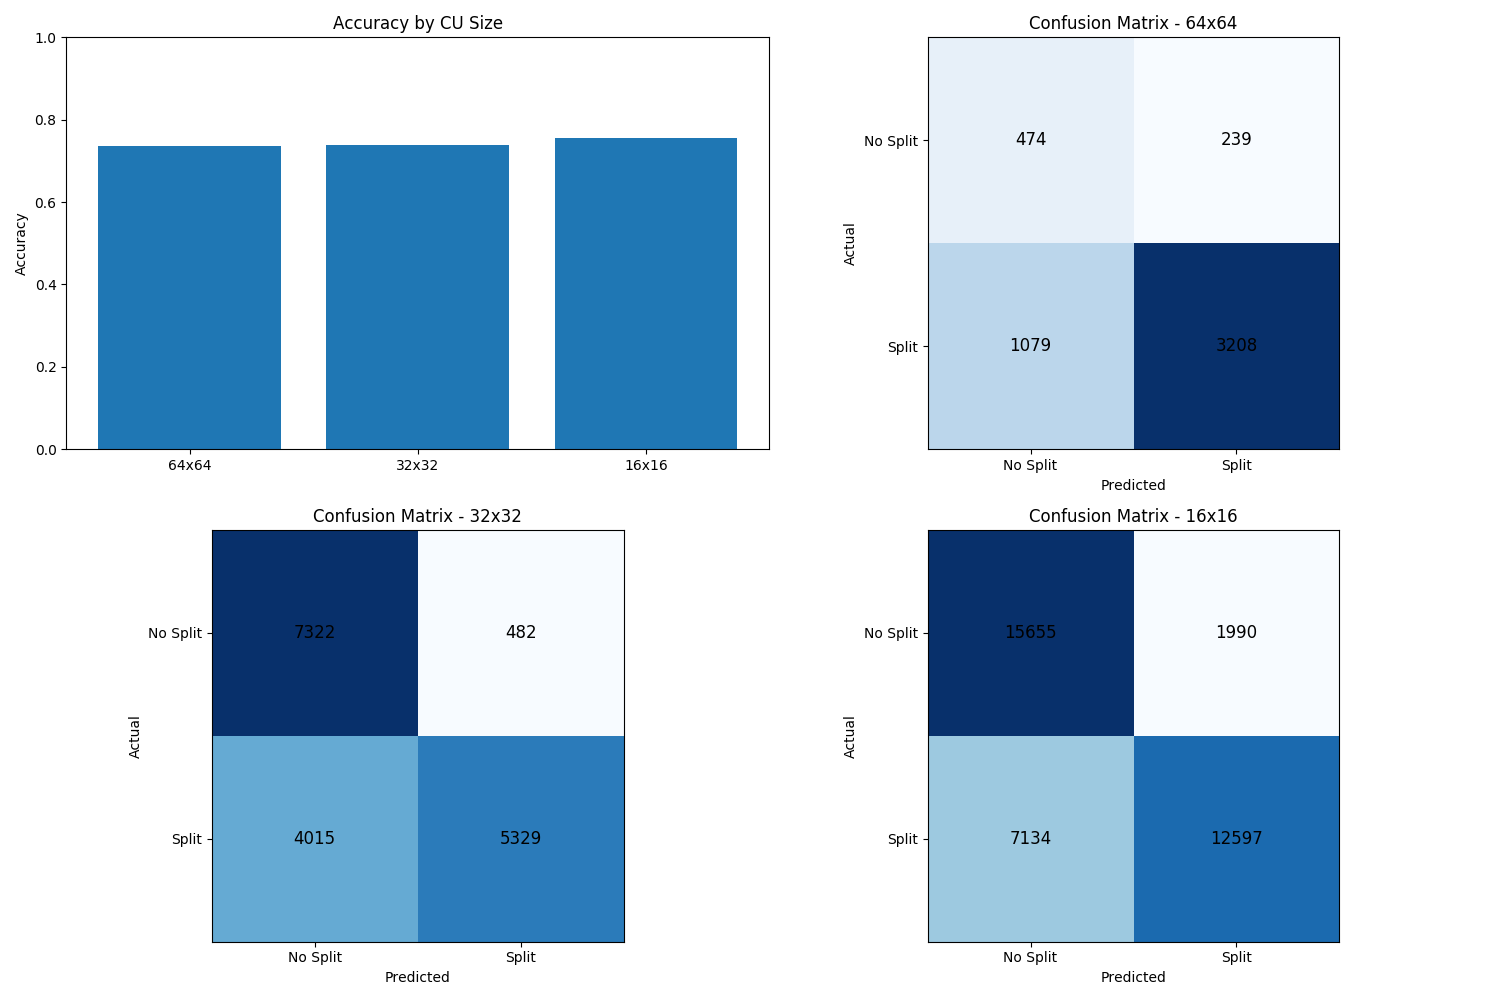 Accuracy by CU Size
Accuracy
1.0
0.8
0.6
0.4
0.2
0.0
64x64
32x32
16x16
Confusion Matrix - 64x64
Actual
No Split
474
239
Split
1079
3208
No Split
Split
Predicted
Confusion Matrix - 32x32
Actual
No Split
7322
482
Split
4015
5329
No Split
Split
Predicted
Confusion Matrix - 16x16
Actual
No Split
15655
1990
Split
7134
12597
No Split
Split
Predicted